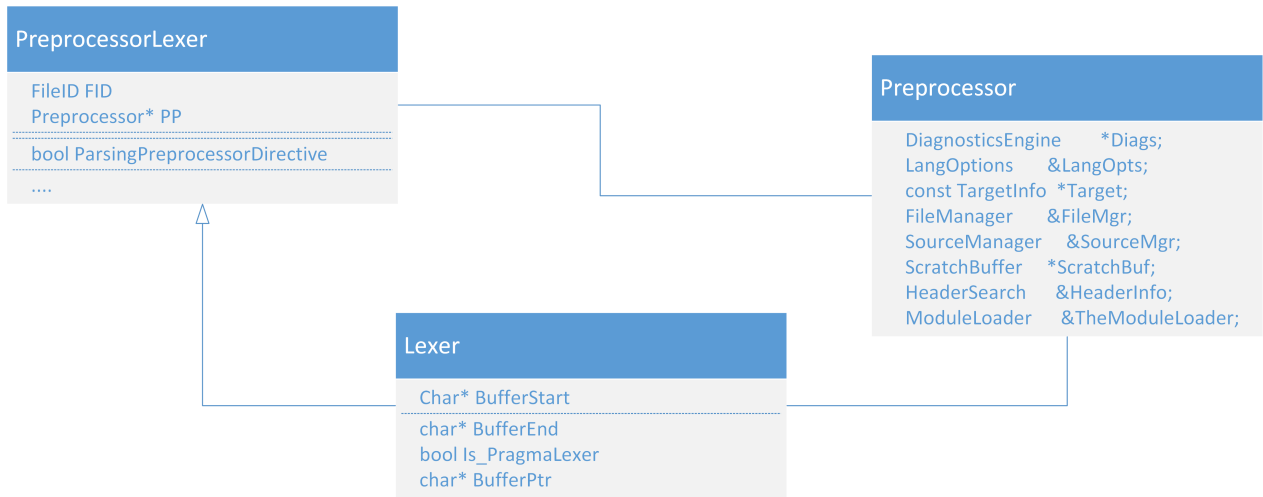 PreprocessorLexer
FileID FID
Preprocessor* PP
bool ParsingPreprocessorDirective
....
Preprocessor
DiagnosticsEngine *Diags;
LangOptions &LangOpts;
const TargetInfo *Target;
FileManager &FileMgr;
SourceManager &SourceMgr;
ScratchBuffer *ScratchBuf;
HeaderSearch &HeaderInfo;
ModuleLoader &TheModuleLoader;
Lexer
Char* BufferStart
char* BufferEnd
bool Is_PragmaLexer
char* BufferPtr